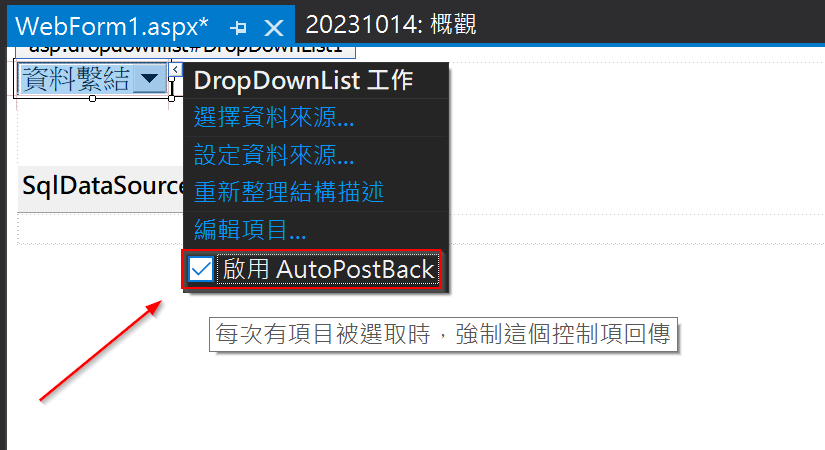 WebForm1.aspx*
20231014: 概觀
asp:dropdownlist#DropDownList1
資料繫結
DropDownList 工作
選擇資料來源...
設定資料來源...
SqlDataSource
重新整理結構描述
編輯項目...
啟用 AutoPostBack
每次有項目被選取時，強制這個控制項回傳